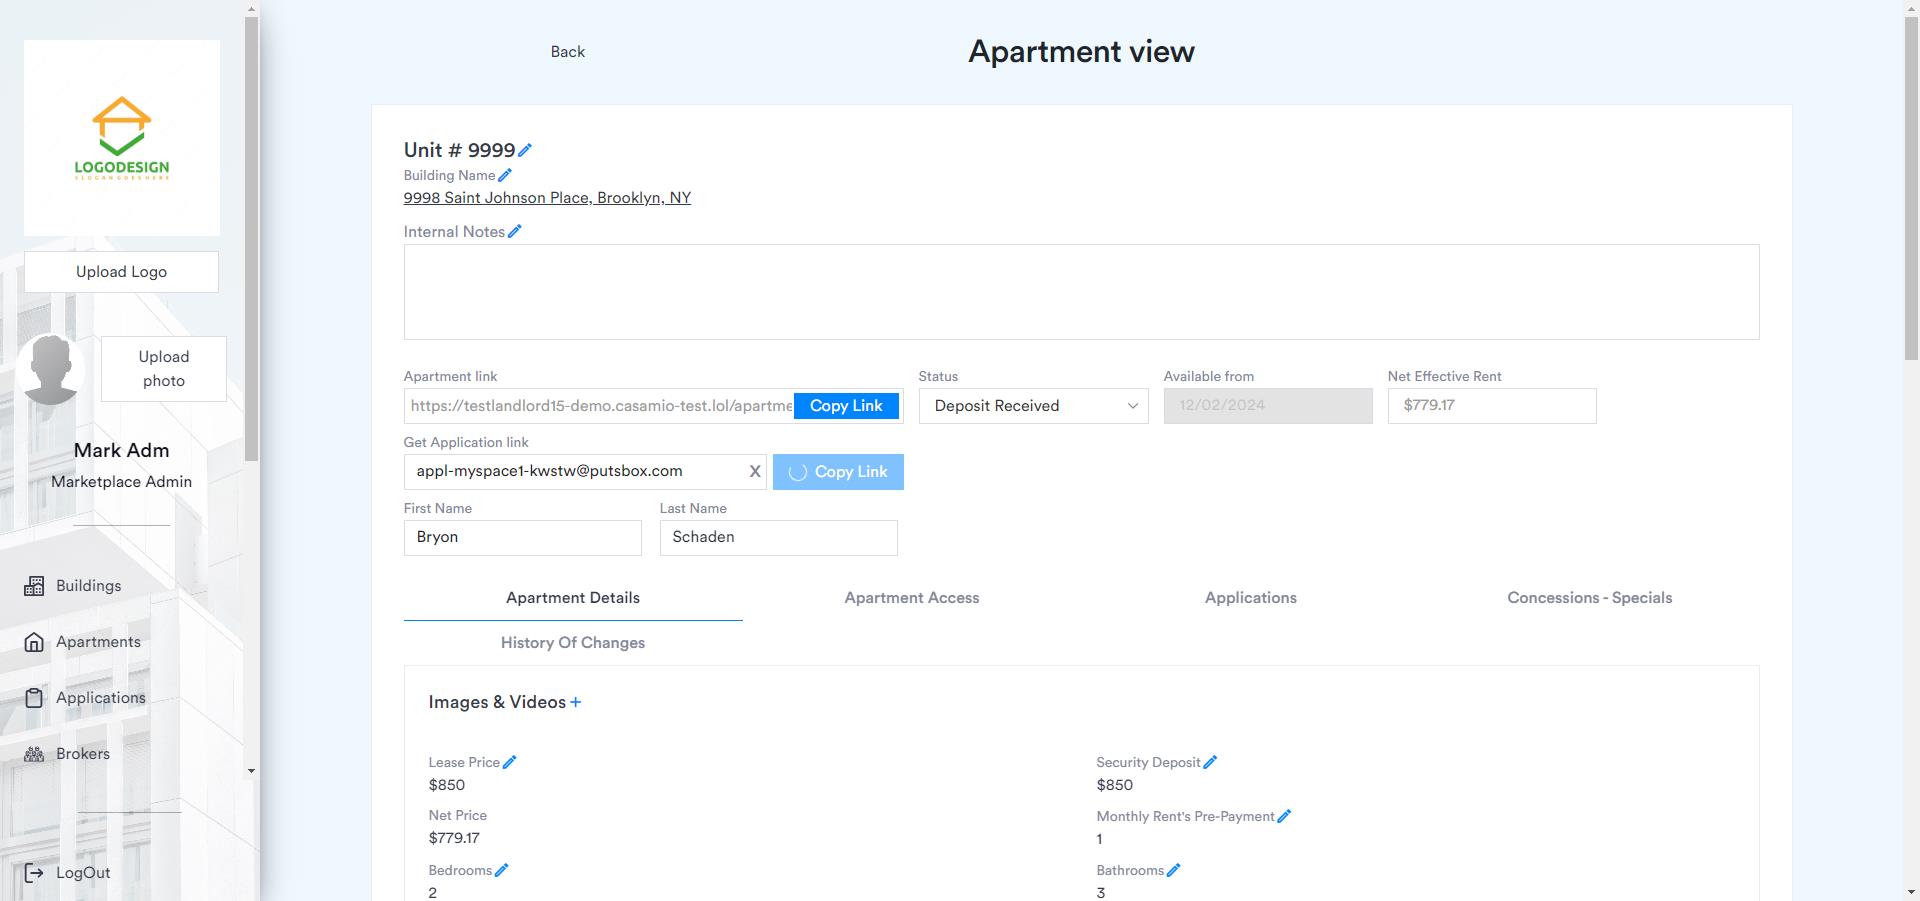 LOGODESIGN
SLOGANGOESHERE
Upload Logo
Upload
photo
Mark Adm
Marketplace Admin
Buildings
Apartments
Applications
Brokers
LogOut
Back
Apartment view
Unit # 9999
Building Name
9998 Saint Johnson Place, Brooklyn, NY
Internal Notes
Apartment link
https://testlandlord15-demo.casamio-test.lol/apartme
Copy Link
Status
Deposit Received
Available from
12/02/2024
Net Effective Rent
$779.17
Get Application link
appl-myspace1-kwstw@putsbox.com
X
Copy Link
First Name
Bryon
Last Name
Schaden
Apartment Details
Apartment Access
Applications
Concessions - Specials
History Of Changes
Images & Videos +
Lease Price
$850
Security Deposit
$850
Net Price
$779.17
Monthly Rent's Pre-Payment
1
Bedrooms
2
Bathrooms
3